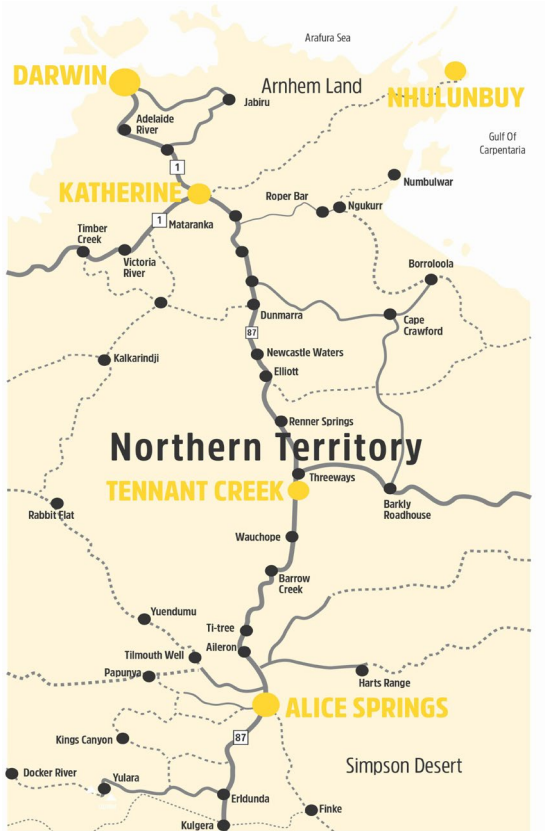 Arafura Sea
DARWIN
Arnhem Land
NHULUNBUY
Jabiru
Adelaide
River
Gulf Of
Carpentaria
1
Numbulwar
KATHERINE
Roper Bar
Ngukurr
1
Mataranka
Timber
Creek
Victoria
River
Borroloola
Dunmarra
Cape
Crawford
87
Newcastle Waters
Kalkarindji
Elliott
Renner Springs
Northern Territory
Threeways
TENNANT CREEK
Barkly
Roadhouse
Rabbit Flat
Wauchope
Barrow
Creek
Yuendumu
Ti-tree
Aileron
Tilmouth Well
Papunya
Harts Range
ALICE SPRINGS
87
Kings Canyon
Simpson Desert
Docker River
Yulara
Erldunda
Finke
Kulgera